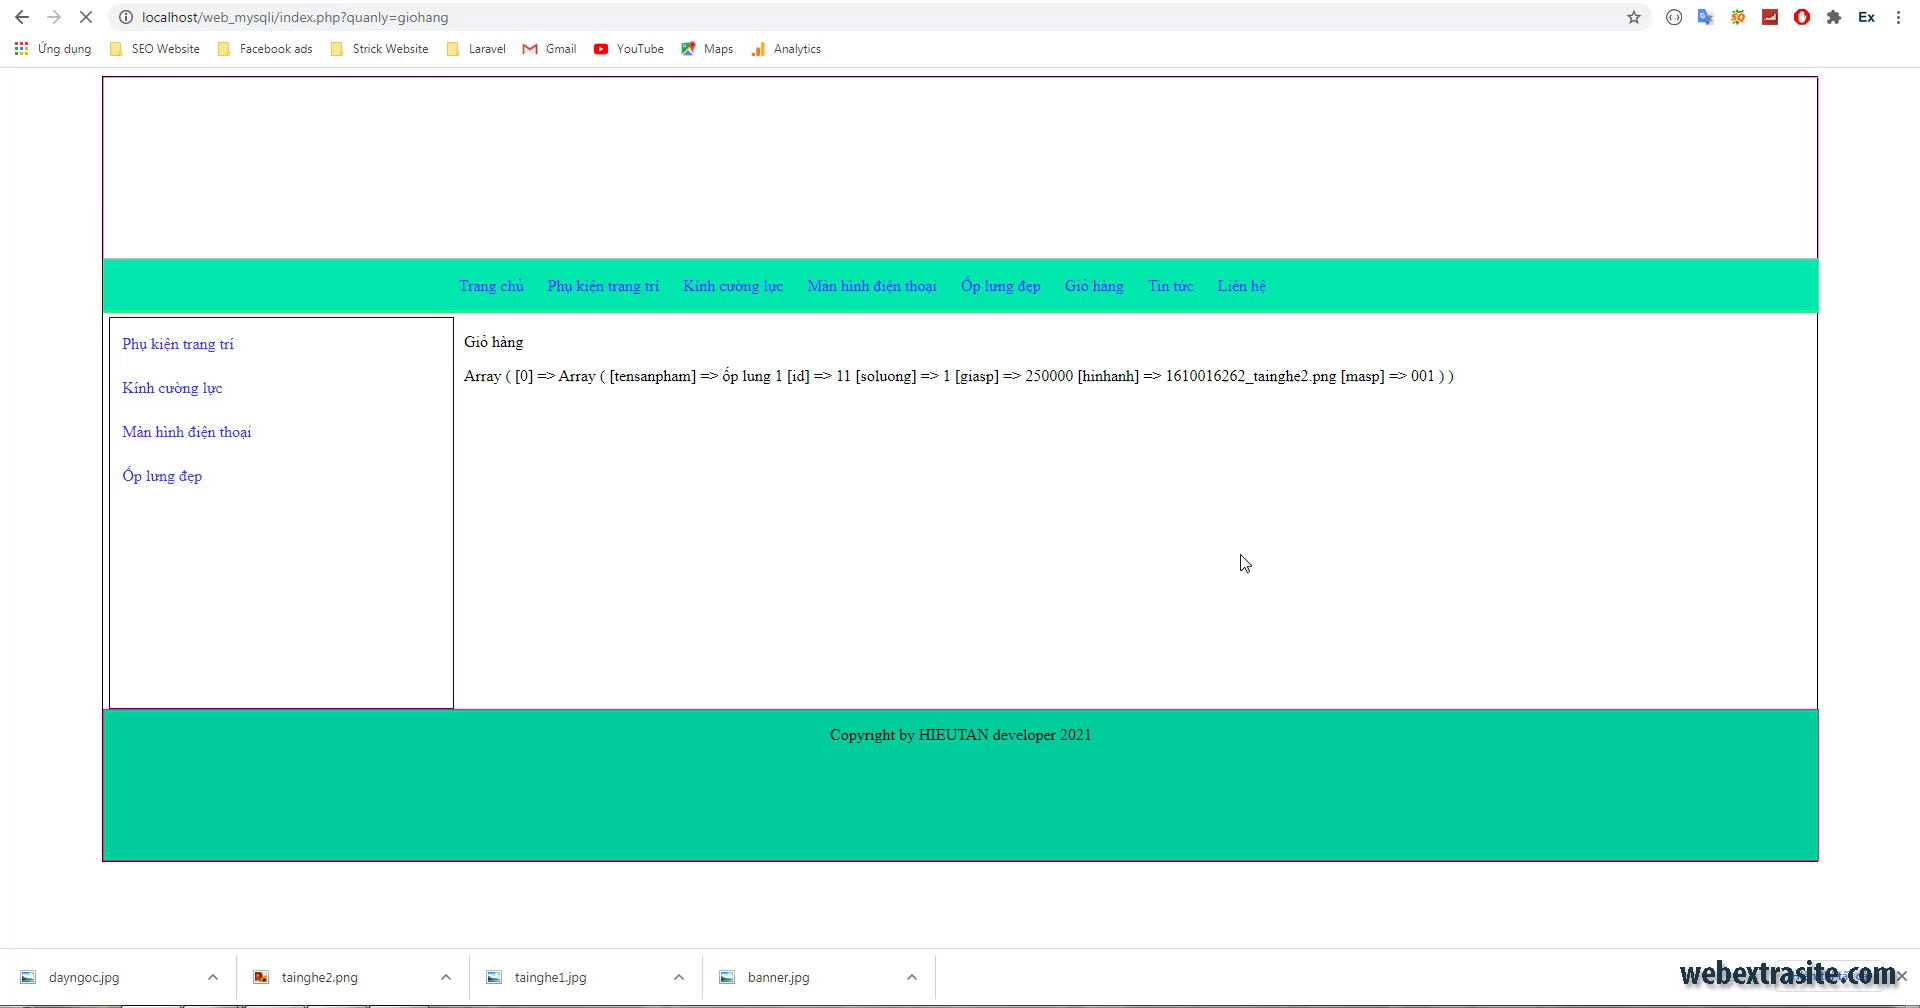 localhost/web_mysqli/index.php?quanly=giohang
Ex
Ứng dụng SEO Website Facebook ads Strick Website Laravel Gmail YouTube Maps Analytics
Trang chủ Phụ kiện trang trí Kính cường lực Màn hình điện thoại Ốp lưng đẹp Giỏ hàng Tin tức Liên hệ
Phụ kiện trang trí
Kính cường lực
Màn hình điện thoại
Ốp lưng đẹp
Giỏ hàng
Array ( [0] => Array ( [tensanpham] => ốp lung 1 [id] => 11 [soluong] => 1 [giasp] => 250000 [hinhanh] => 1610016262_tainghe2.png [masp] => 001 ) )
Copyright by HIEUTAN developer 2021
dayngoc.jpg tainghe2.png tainghe1.jpg banner.jpg
webextrasite.com